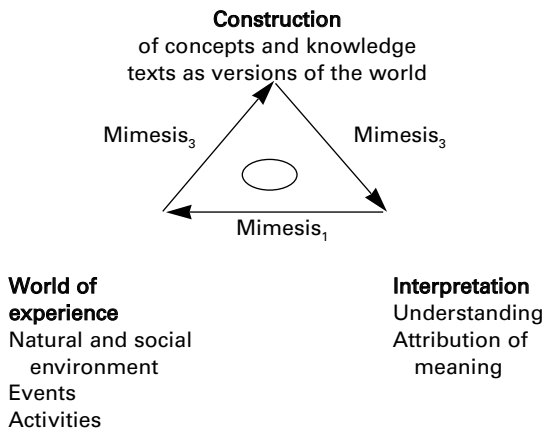 Construction
of concepts and knowledge
texts as versions of the world
Mimesis₃
Mimesis₃
Mimesis₁
World of
experience
Natural and social
environment
Events
Activities
Interpretation
Understanding
Attribution of
meaning